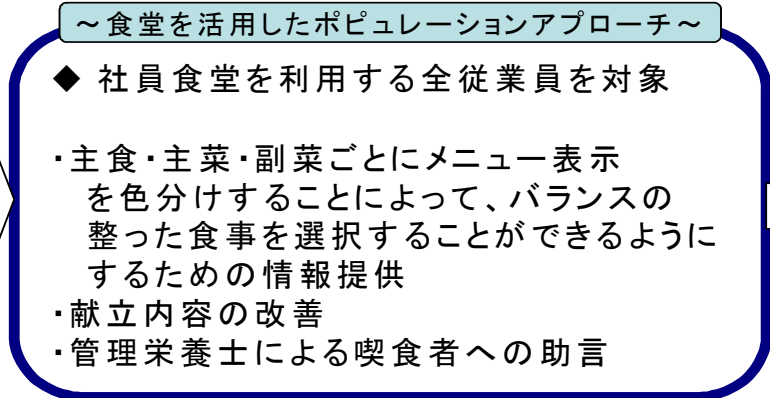 ～食堂を活用したポピュレーションアプローチ～
◆ 社員食堂を利用する全従業員を対象
・主食・主菜・副菜ごとにメニュー表示
を色分けすることによって、バランスの
整った食事を選択することができるように
するための情報提供
・献立内容の改善
・管理栄養士による喫食者への助言